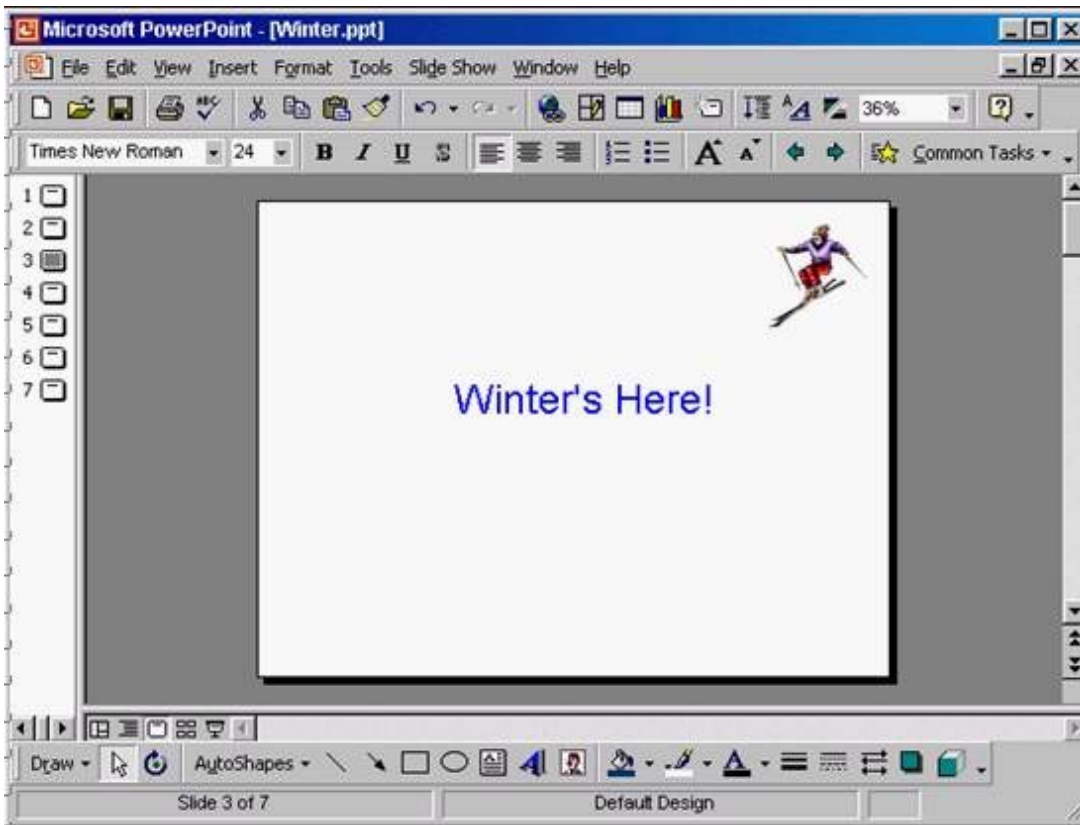 Microsoft PowerPoint - [Winter.ppt]
File Edit View Insert Format Tools Slide Show Window Help
ABC A A 36% ?
Times New Roman 24 B I U S A A Common Tasks
1
2
3
4
5
6
7
Winter's Here!
Draw AutoShapes A A
Slide 3 of 7 Default Design